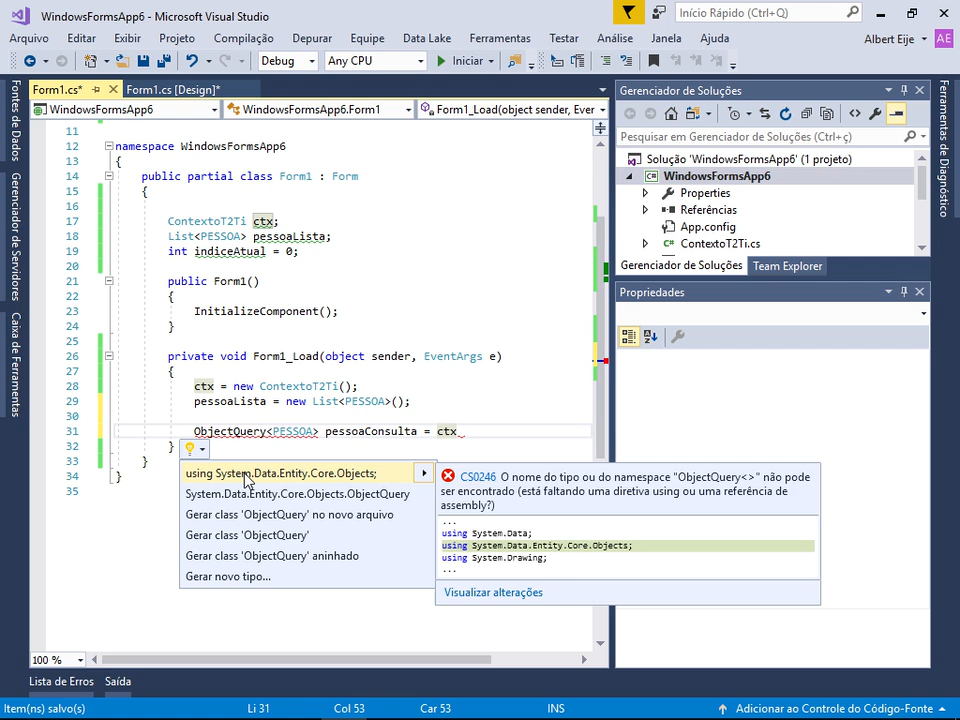 WindowsFormsApp6 - Microsoft Visual Studio
Início Rápido (Ctrl+Q)
Arquivo Editar Exibir Projeto Compilação Depurar Equipe Data Lake Ferramentas Testar Análise Janela Ajuda Albert Eije AE
Debug Any CPU Iniciar
Form1.cs* Form1.cs [Design]*
WindowsFormsApp6 WindowsFormsApp6.Form1 Form1_Load(object sender, Ever
11
12 namespace WindowsFormsApp6
13 {
14 public partial class Form1 : Form
15 {
16
17 ContextoT2Ti ctx;
18 List<PESSOA> pessoaLista;
19 int indiceAtual = 0;
20
21 public Form1()
22 {
23 InitializeComponent();
24 }
25
26 private void Form1_Load(object sender, EventArgs e)
27 {
28 ctx = new ContextoT2Ti();
29 pessoaLista = new List<PESSOA>();
30
31 ObjectQuery<PESSOA> pessoaConsulta = ctx
32 }
33 }
34 }
35
using System.Data.Entity.Core.Objects;
System.Data.Entity.Core.Objects.ObjectQuery
Gerar class 'ObjectQuery' no novo arquivo
Gerar class 'ObjectQuery'
Gerar class 'ObjectQuery' aninhado
Gerar novo tipo...
CS0246 O nome do tipo ou do namespace "ObjectQuery<>" não pode
ser encontrado (está faltando uma diretiva using ou uma referência de
assembly?)
...
using System.Data;
using System.Data.Entity.Core.Objects;
using System.Drawing;
...
Visualizar alterações
Fontes de Dados
Gerenciador de Servidores
Caixa de Ferramentas
Gerenciador de Soluções
Pesquisar em Gerenciador de Soluções (Ctrl+ç)
Solução 'WindowsFormsApp6' (1 projeto)
C# WindowsFormsApp6
Properties
Referências
App.config
C# ContextoT2Ti.cs
Gerenciador de Soluções Team Explorer
Propriedades
Ferramentas de Diagnóstico
100 %
Lista de Erros Saída
Item(ns) salvo(s) Li 31 Col 53 Car 53 INS Adicionar ao Controle do Código-Fonte